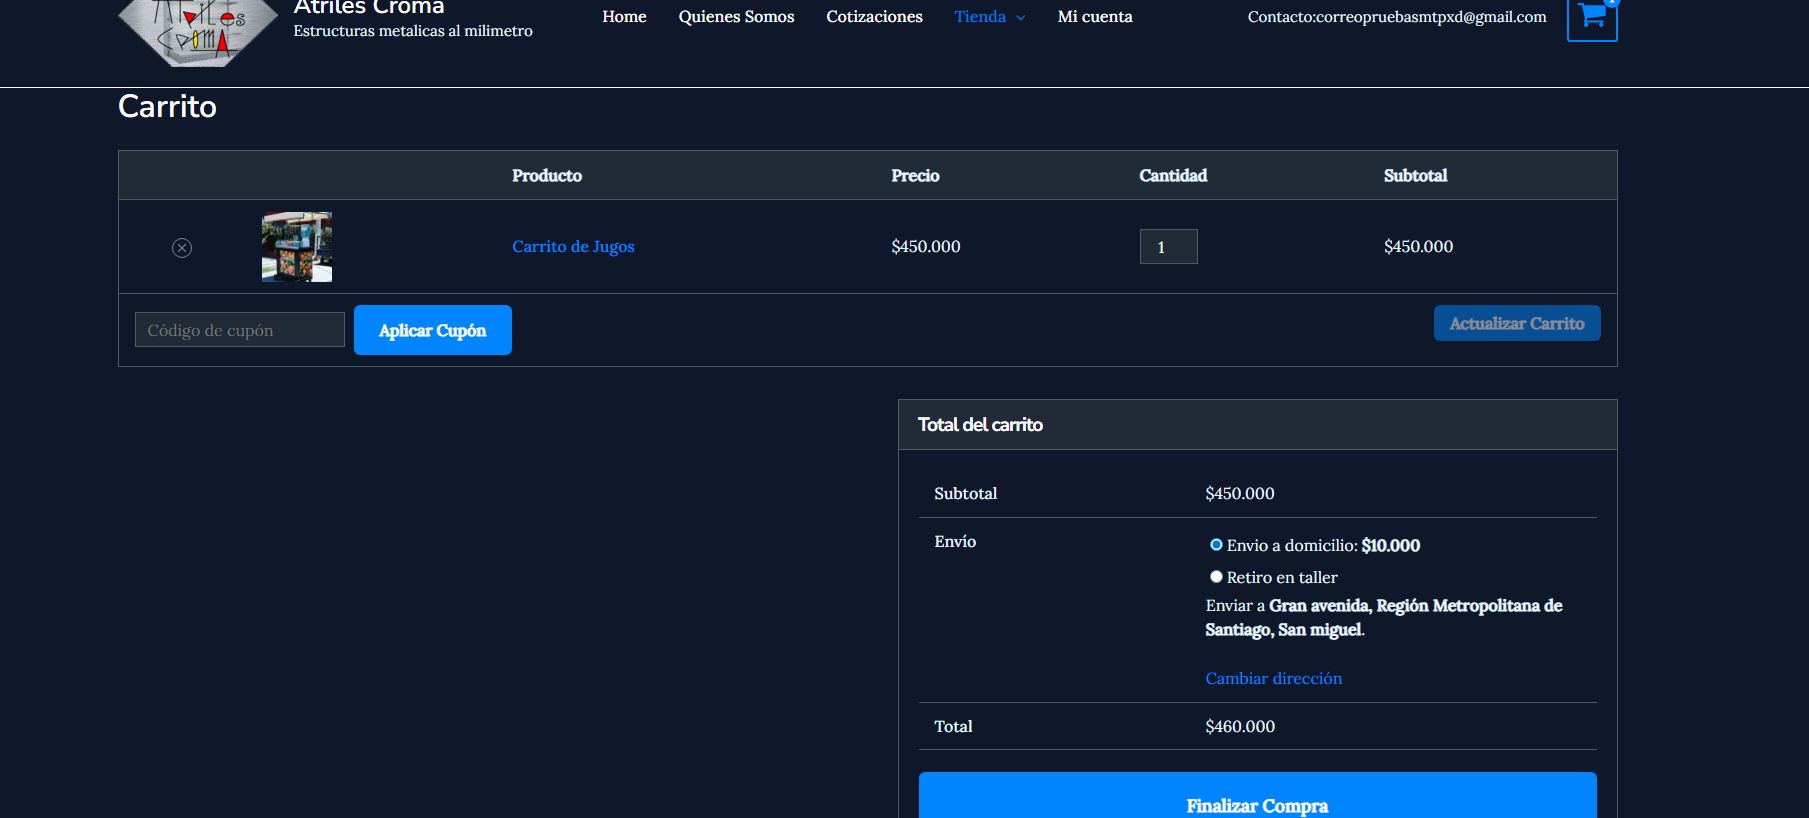 Atriles
Croma
Atriles Croma
Estructuras metalicas al milimetro
Home
Quienes Somos
Cotizaciones
Tienda
Mi cuenta
Contacto:correopruebasmtpxd@gmail.com
Carrito
Producto
Precio
Cantidad
Subtotal
Carrito de Jugos
$450.000
1
$450.000
Código de cupón
Aplicar Cupón
Actualizar Carrito
Total del carrito
Subtotal
$450.000
Envío
Envio a domicilio: $10.000
Retiro en taller
Enviar a Gran avenida, Región Metropolitana de
Santiago, San miguel.
Cambiar dirección
Total
$460.000
Finalizar Compra